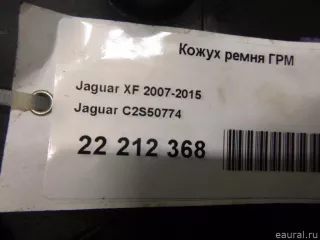 Кожух ремня ГРМ
Jaguar XF 2007-2015
Jaguar C2S50774
22 212 368
eaural.ru